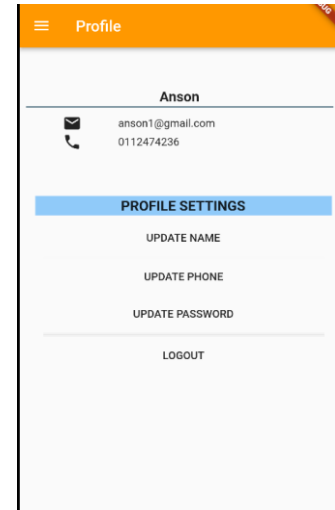 Profile
Anson
anson1@gmail.com
0112474236
PROFILE SETTINGS
UPDATE NAME
UPDATE PHONE
UPDATE PASSWORD
LOGOUT